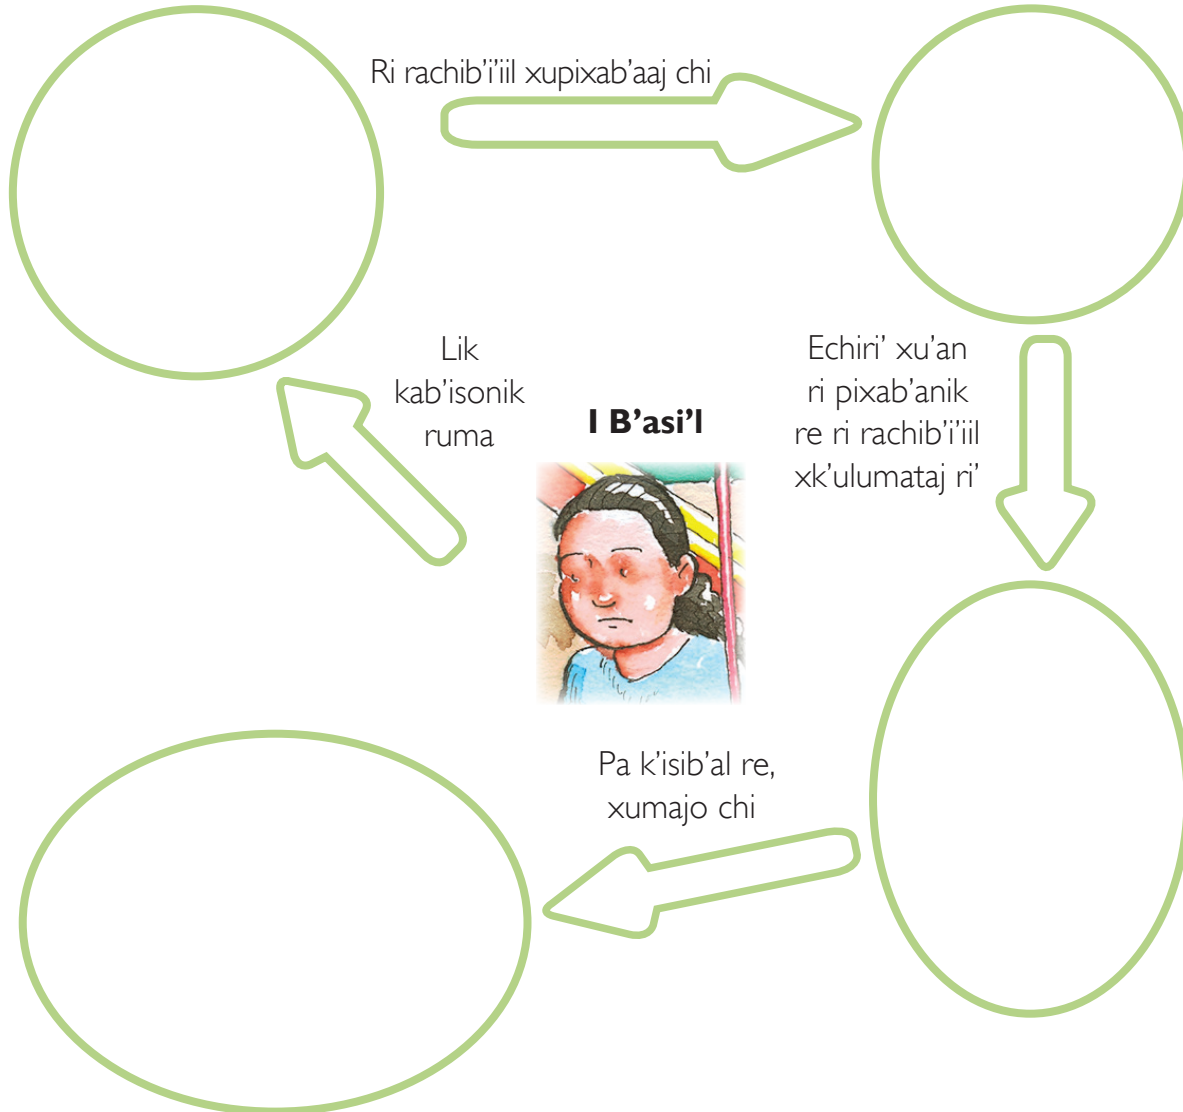 Ri rachib'i'iil xupixab'aaj chi
Lik
kab'isonik
ruma
I B'asi'l
Echiri' xu'an
ri pixab'anik
re ri rachib'i'iil
xk'ulumataj ri'
Pa k'isib'al re,
xumajo chi